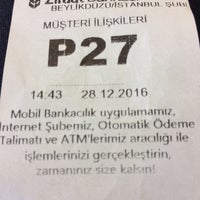 BEYLİKDÜZÜ/İSTANBUL ŞUBE
MÜŞTERİ İLİŞKİLERİ
P27
14:43 28.12.2016
Mobil Bankacılık uygulamamız,
İnternet Şubemiz, Otomatik Ödeme
Talimatı ve ATM'lerimiz aracılığı ile
işlemlerinizi gerçekleştirin,
zamanınız size kalsın!